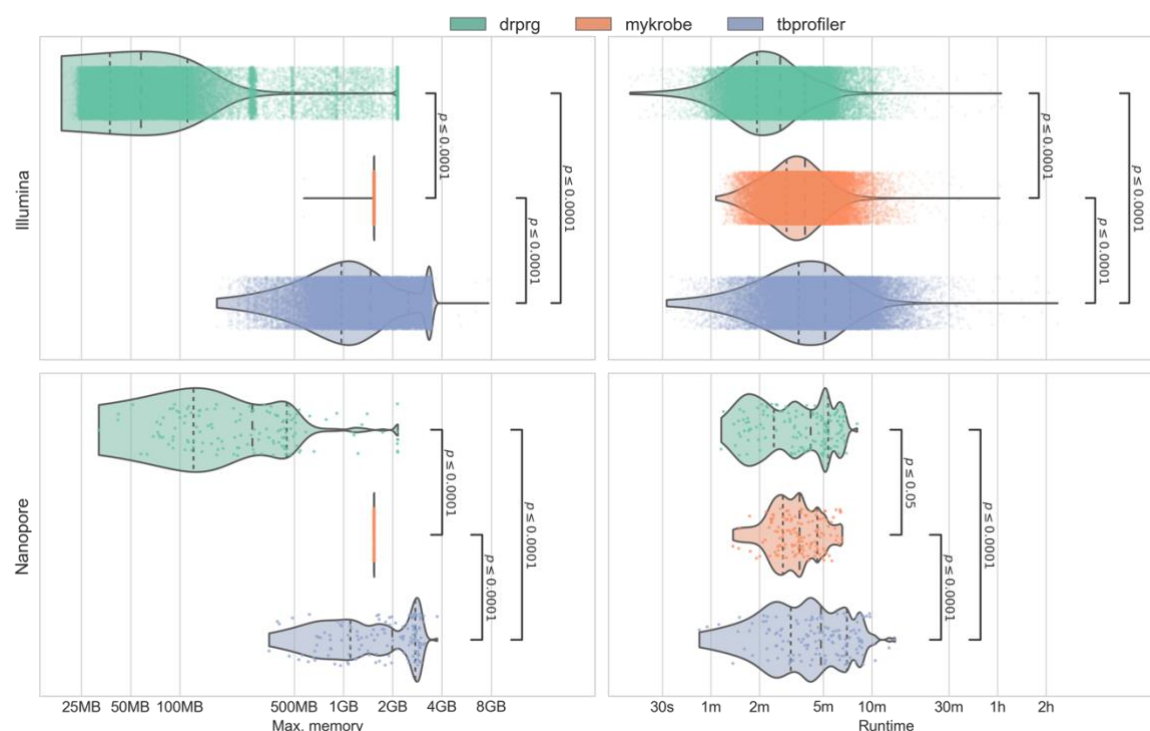 drprg mykrobe tbprofiler
Illumina
p ≤ 0.0001
p ≤ 0.0001
p ≤ 0.0001
p ≤ 0.0001
p ≤ 0.0001
p ≤ 0.0001
Nanopore
p ≤ 0.0001
p ≤ 0.0001
p ≤ 0.0001
p ≤ 0.05
p ≤ 0.0001
p ≤ 0.0001
25MB 50MB 100MB 500MB 1GB 2GB 4GB 8GB
Max. memory
30s 1m 2m 5m 10m 30m 1h 2h
Runtime